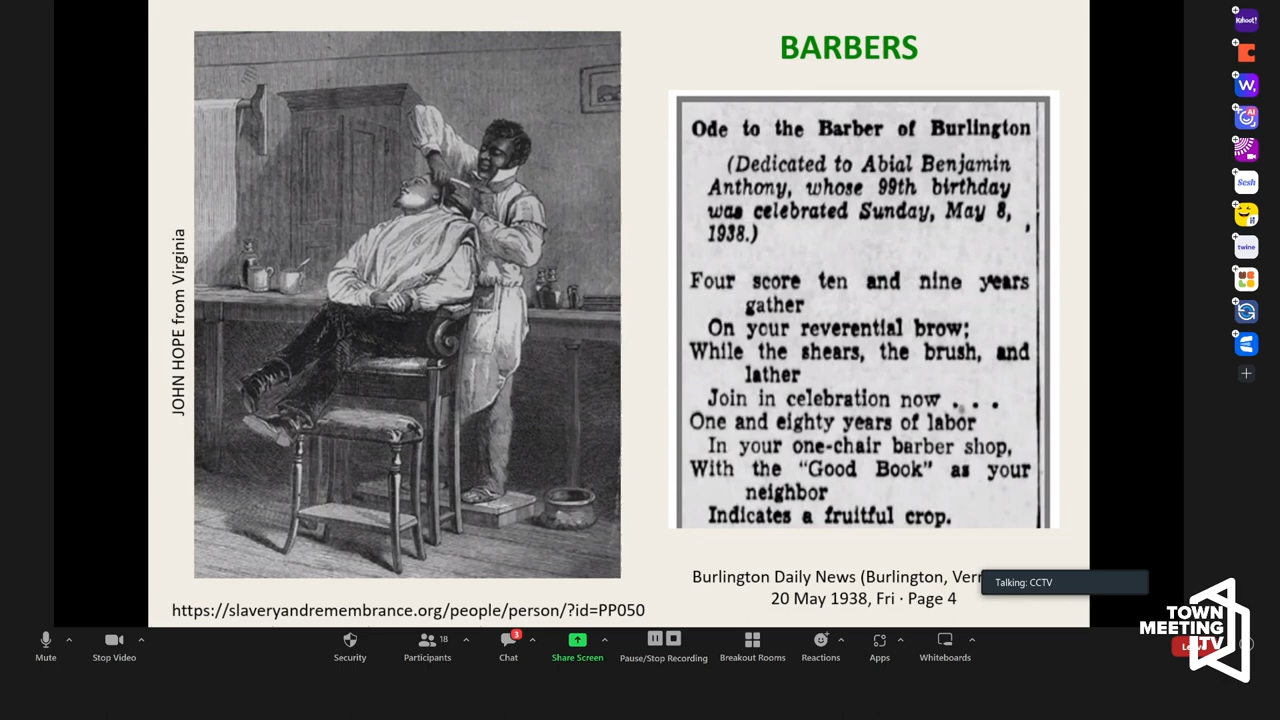 BARBERS
JOHN HOPE from Virginia
Ode to the Barber of Burlington
(Dedicated to Abial Benjamin
Anthony, whose 99th birthday
was celebrated Sunday, May 8,
1938.)
Four score ten and nine years
gather
On your reverential brow;
While the shears, the brush, and
lather
Join in celebration now . . .
One and eighty years of labor
In your one-chair barber shop,
With the "Good Book" as your
neighbor
Indicates a fruitful crop.
https://slaveryandremembrance.org/people/person/?id=PP050
Burlington Daily News (Burlington,
20 May 1938, Fri · Page 4
Talking: CCTV
Kahoot!
W,
AI
Sesh
twine
TOWN
MEETING
TV
Mute
Stop Video
Security
18
Participants
3
Chat
Share Screen
Pause/Stop Recording
Breakout Rooms
Reactions
Apps
Whiteboards